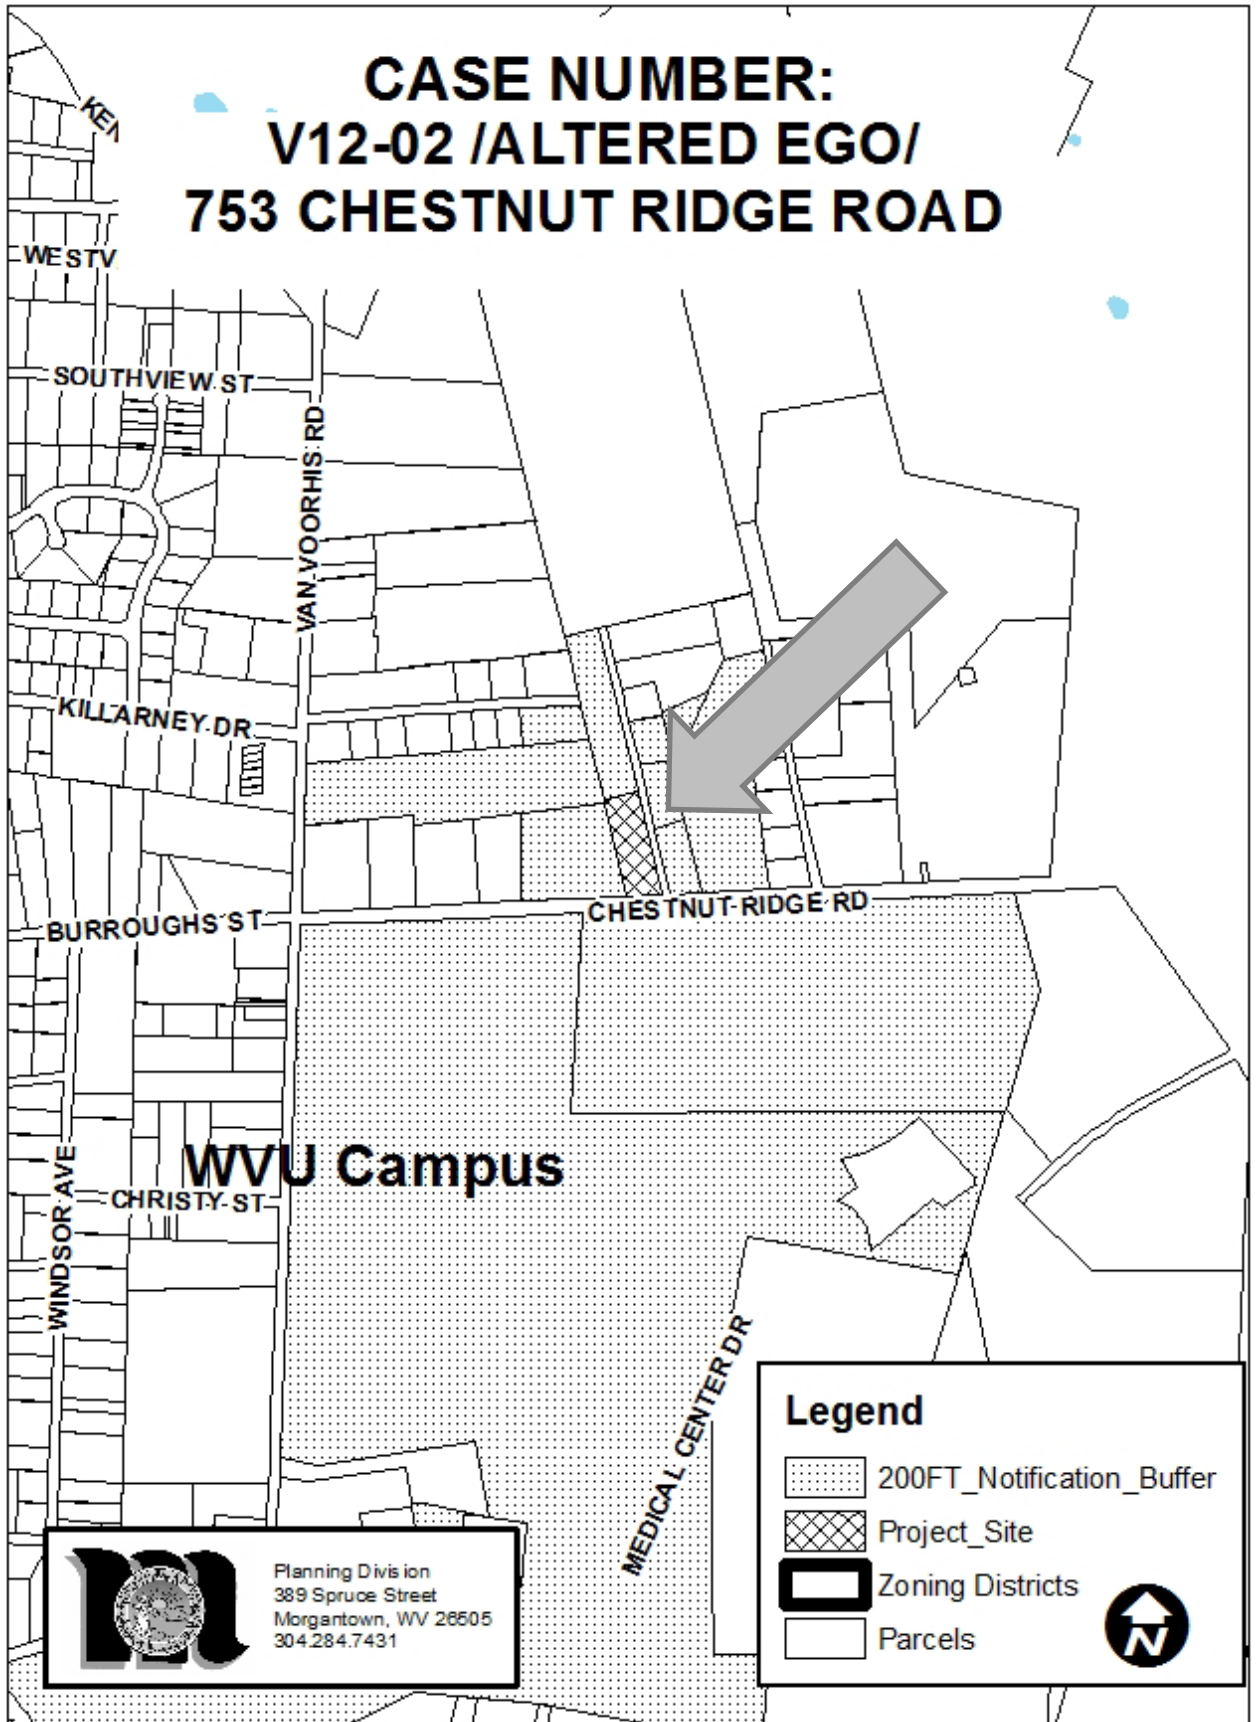 CASE NUMBER:
V12-02 /ALTERED EGO/
753 CHESTNUT RIDGE ROAD
KEN
WESTV
SOUTHVIEW ST
VAN VOORHIS RD
KILLARNEY DR
CHESTNUT RIDGE RD
BURROUGHS ST
WVU Campus
CHRISTY ST
WINDSOR AVE
MEDICAL CENTER DR
Legend
200FT_Notification_Buffer
Project_Site
Zoning Districts
Parcels
N
Planning Division
389 Spruce Street
Morgantown, WV 26505
304.284.7431